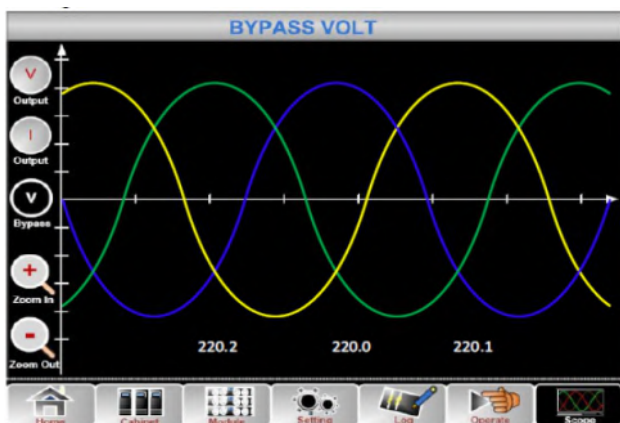 BYPASS VOLT
V
Output
I
Output
V
Bypass
+
Zoom In
-
Zoom Out
220.2 220.0 220.1
Home Cabinet Module Setting Log Operate Scope